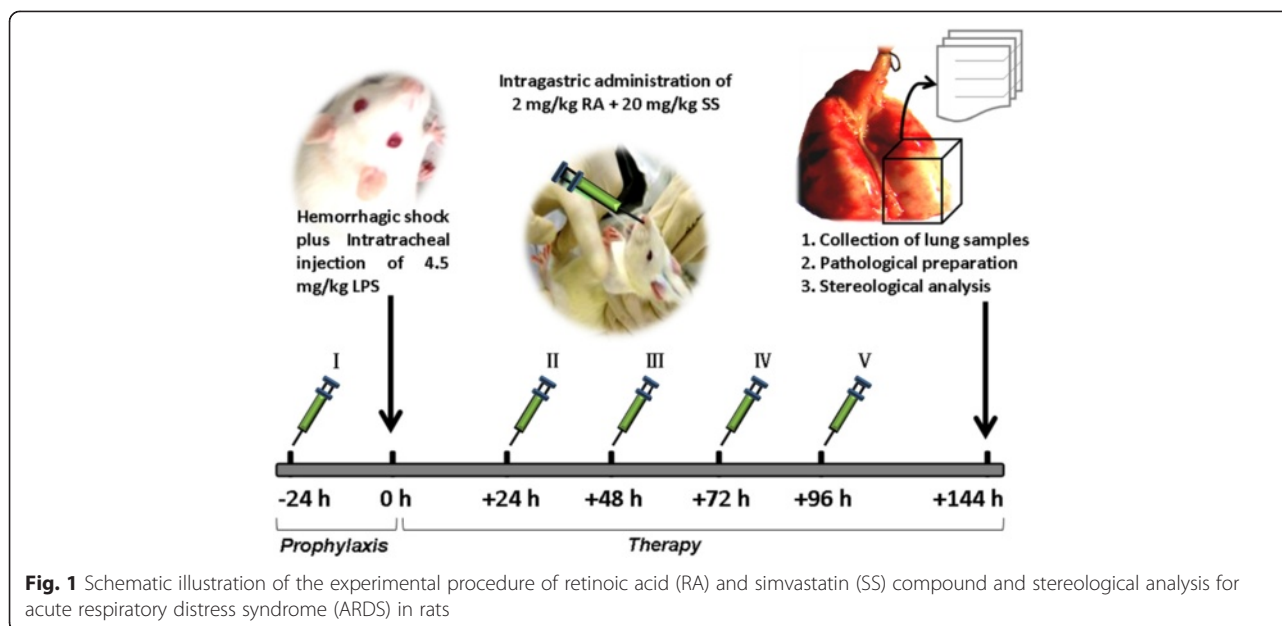 Hemorrhagic shock
plus Intratracheal
injection of 4.5
mg/kg LPS
Intragastric administration of
2 mg/kg RA + 20 mg/kg SS
1. Collection of lung samples
2. Pathological preparation
3. Stereological analysis
I
II
III
IV
V
-24 h
0 h
+24 h
+48 h
+72 h
+96 h
+144 h
Prophylaxis
Therapy
Fig. 1 Schematic illustration of the experimental procedure of retinoic acid (RA) and simvastatin (SS) compound and stereological analysis for
acute respiratory distress syndrome (ARDS) in rats